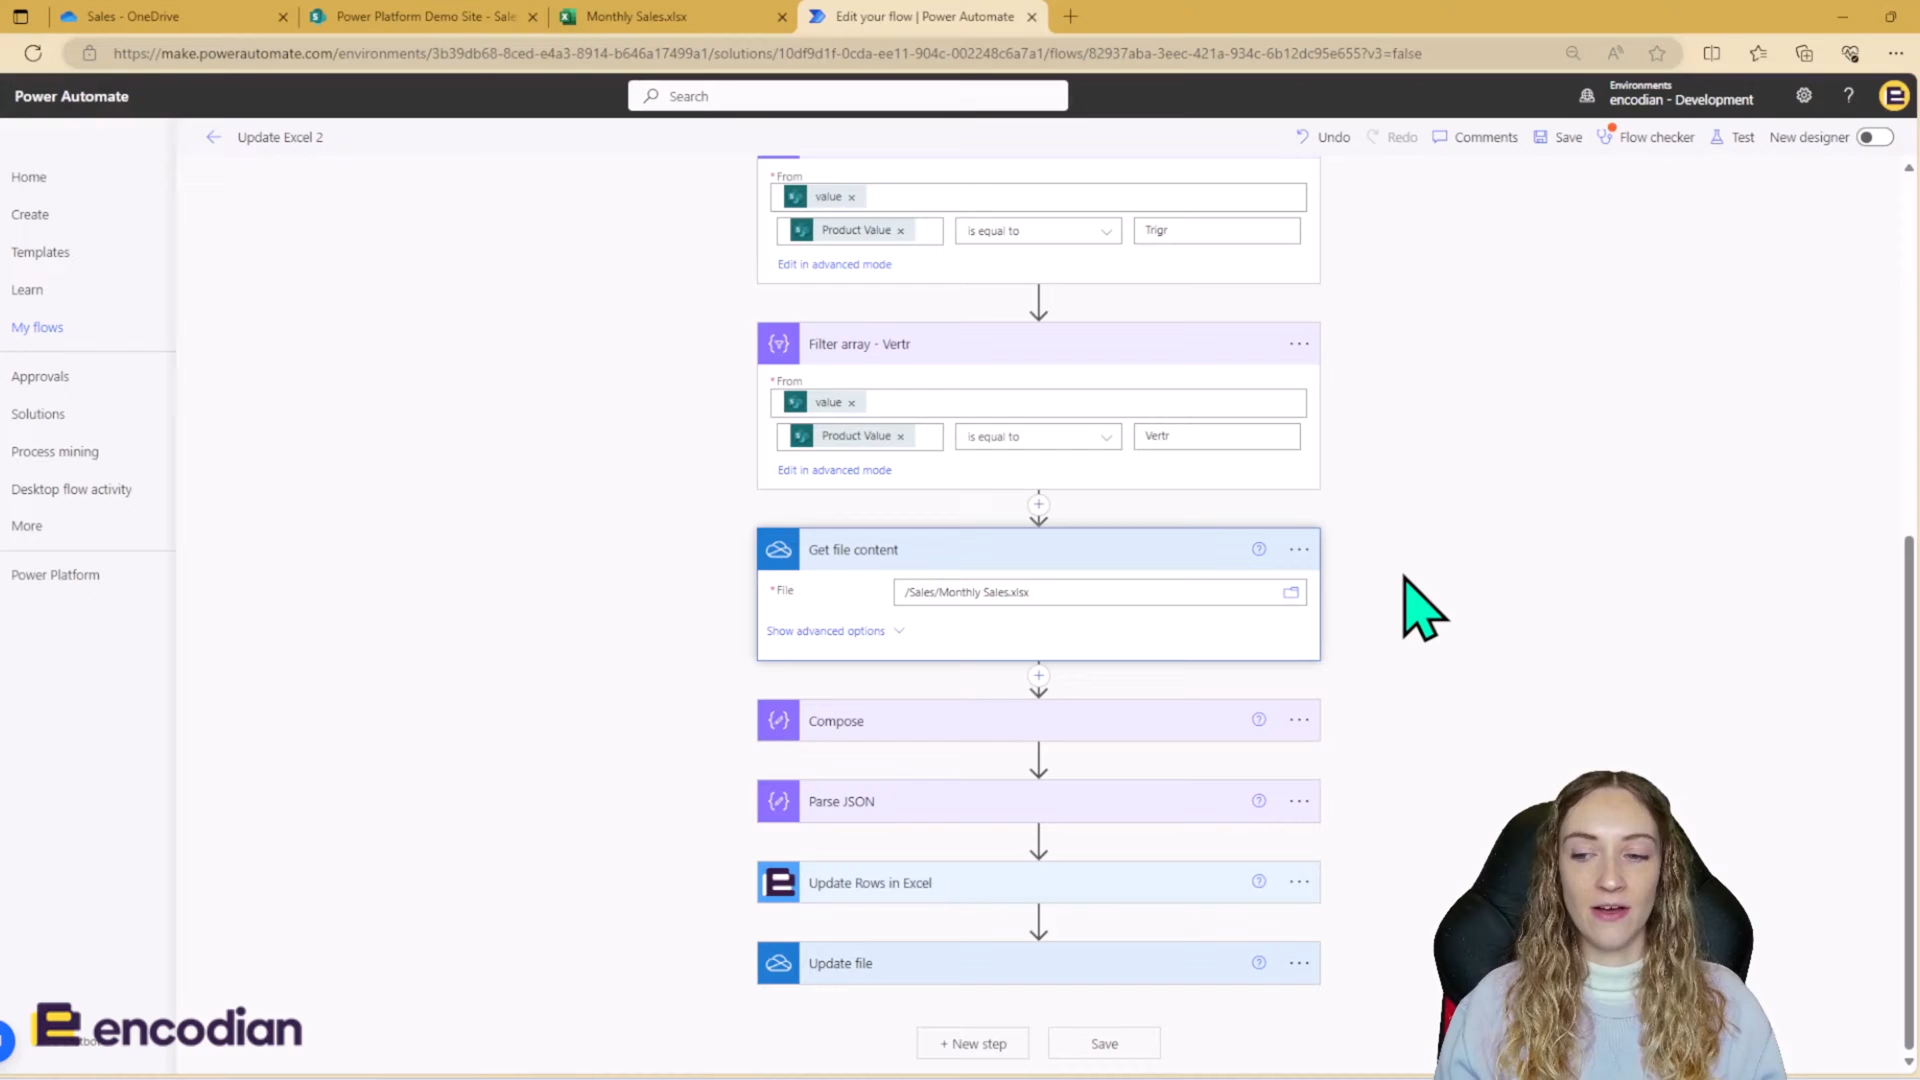 Sales - OneDrive
Power Platform Demo Site - Sale
Monthly Sales.xlsx
Edit your flow | Power Automate
https://make.powerautomate.com/environments/3b39db68-8ced-e4a3-8914-b646a17499a1/solutions/10df9d1f-0cda-ee11-904c-002248c6a7a1/flows/82937aba-3eec-421a-934c-6b12dc95e655?v3=false
Power Automate
Search
Environments
encodian - Development
Update Excel 2
Undo
Redo
Comments
Save
Flow checker
Test
New designer
Home
Create
Templates
Learn
My flows
Approvals
Solutions
Process mining
Desktop flow activity
More
Power Platform
* From
value
Product Value
is equal to
Trigr
Edit in advanced mode
Filter array - Vertr
* From
value
Product Value
is equal to
Vertr
Edit in advanced mode
Get file content
* File
/Sales/Monthly Sales.xlsx
Show advanced options
Compose
Parse JSON
Update Rows in Excel
Update file
+ New step
Save
encodian